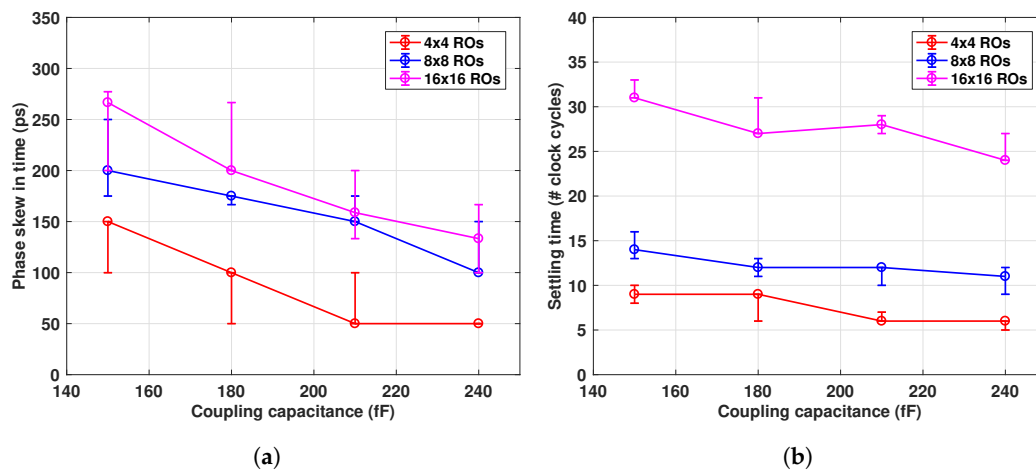 350
300
250
200
150
100
50
0
140 160 180 200 220 240
Phase skew in time (ps)
Coupling capacitance (fF)
4x4 ROs
8x8 ROs
16x16 ROs
(a)
40
35
30
25
20
15
10
5
0
140 160 180 200 220 240
Settling time (# clock cycles)
Coupling capacitance (fF)
4x4 ROs
8x8 ROs
16x16 ROs
(b)